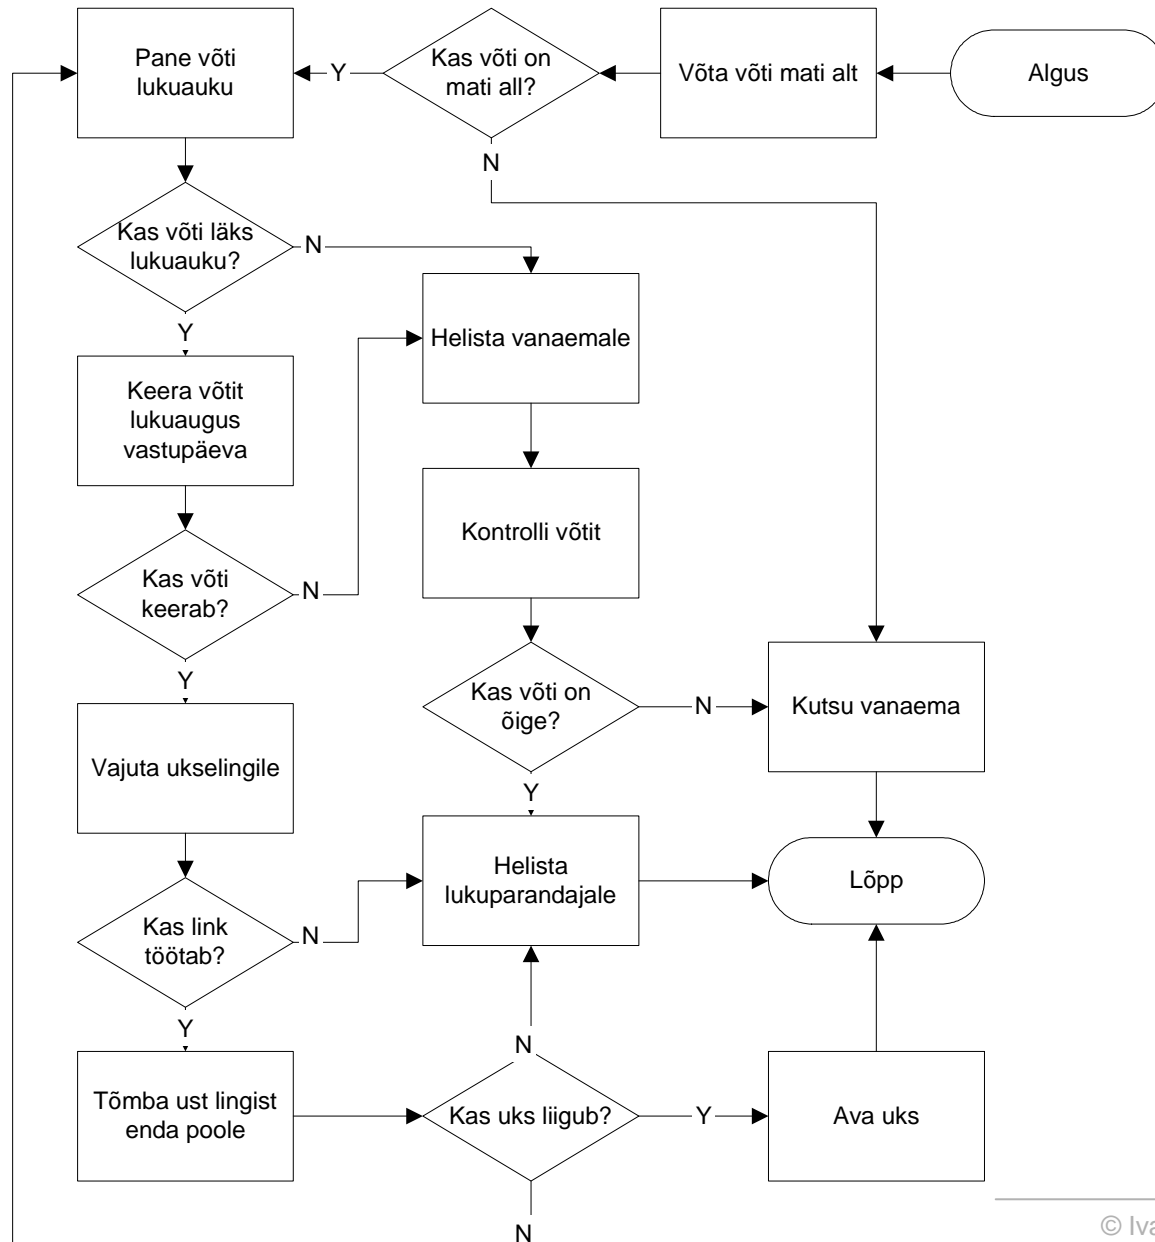 Pane võti
lukuauku
Y
Kas võti on
mati all?
Võta võti mati alt
Algus
N
Kas võti läks
lukuauku?
N
Y
Helista vanaemale
Keera võtit
lukuaugus
vastupäeva
Kontrolli võtit
Kas võti
keerab?
N
Y
Kas võti on
õige?
N
Kutsu vanaema
Vajuta ukselingile
Y
Helista
lukuparandajale
Lõpp
Kas link
töötab?
N
Y
N
Tõmba ust lingist
enda poole
Kas uks liigub?
Y
Ava uks
N
©